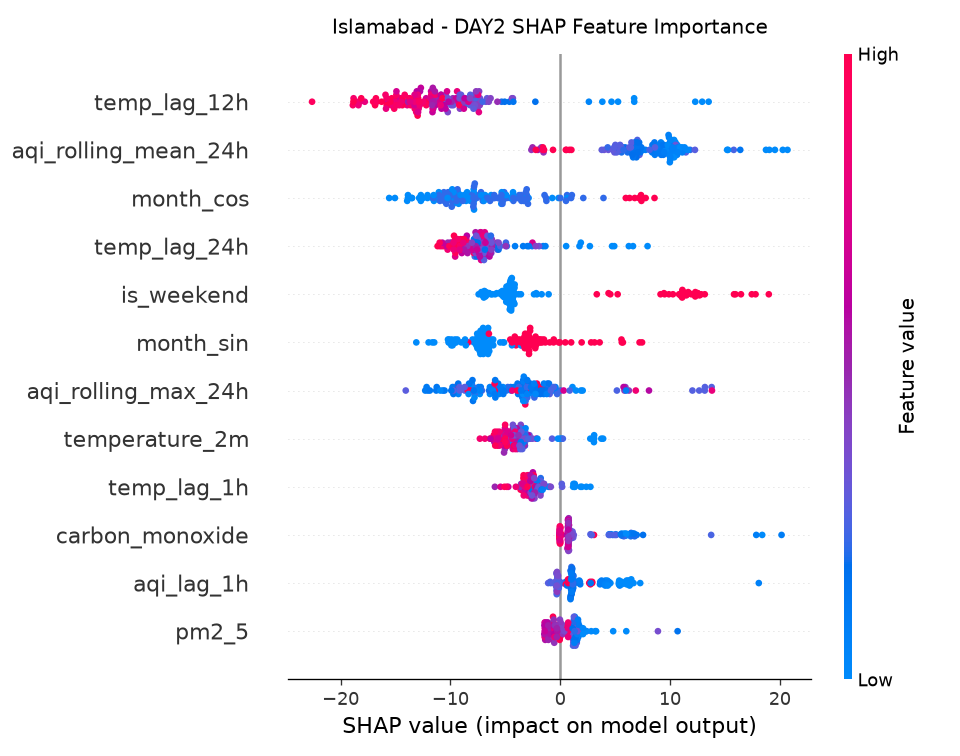 Islamabad - DAY2 SHAP Feature Importance
High
temp_lag_12h
aqi_rolling_mean_24h
month_cos
temp_lag_24h
is_weekend
month_sin
aqi_rolling_max_24h
temperature_2m
temp_lag_1h
carbon_monoxide
aqi_lag_1h
pm2_5
Feature value
Low
−20 −10 0 10 20
SHAP value (impact on model output)